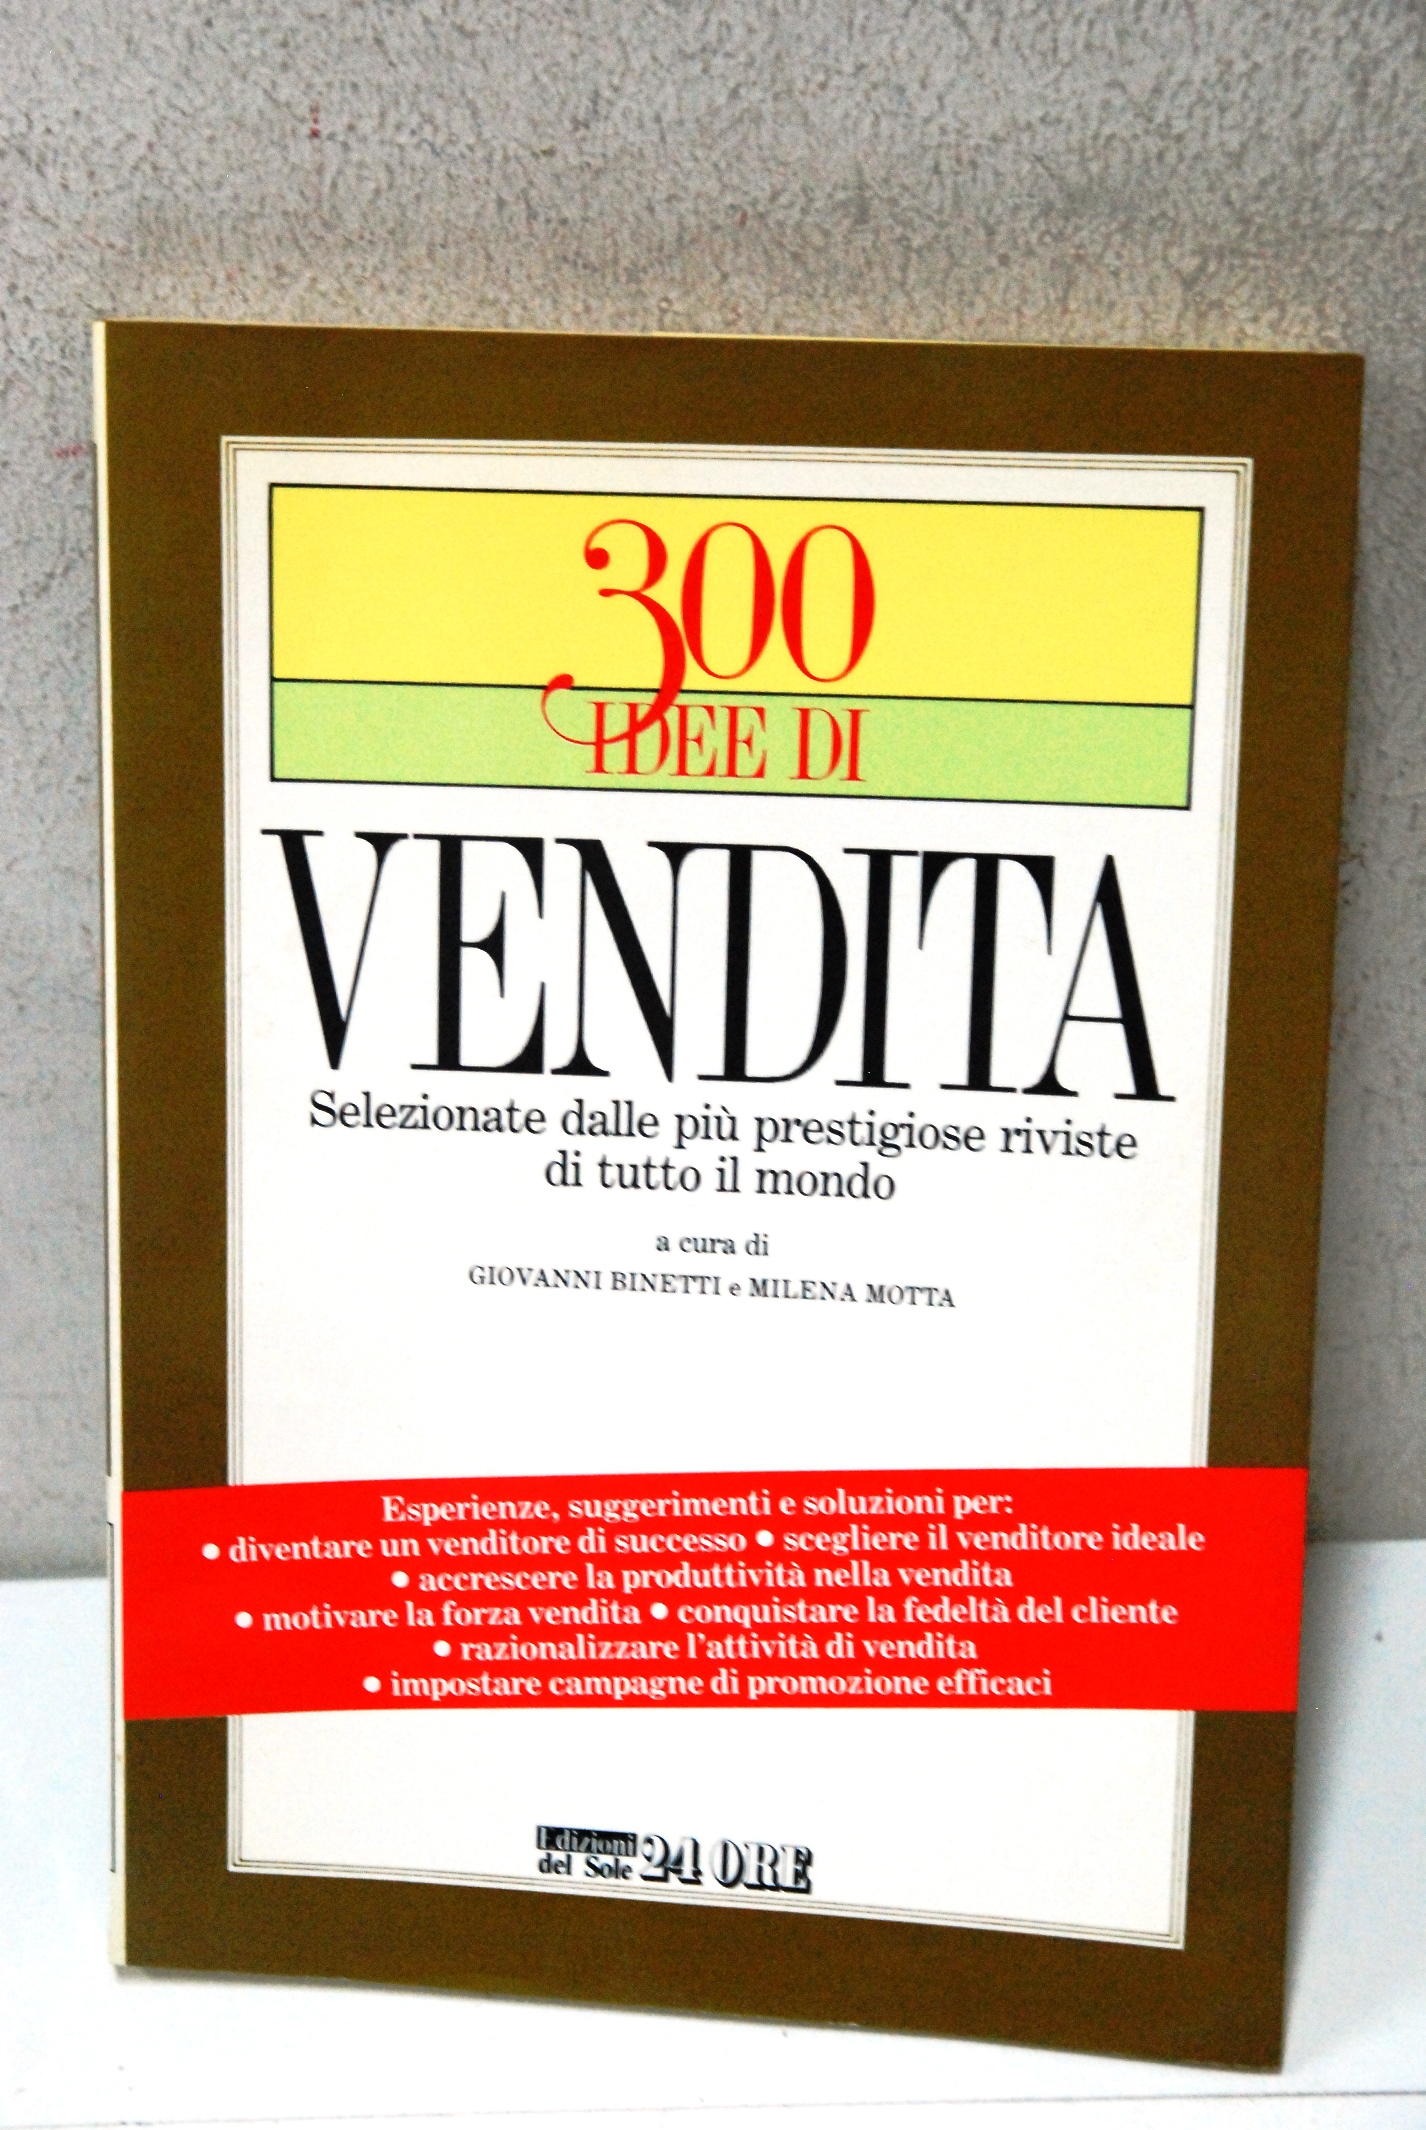 300
IDEE DI
VENDITA
Selezionate dalle più prestigiose riviste
di tutto il mondo
a cura di
GIOVANNI BINETTI e MILENA MOTTA
Esperienze, suggerimenti e soluzioni per:
• diventare un venditore di successo • scegliere il venditore ideale
• accrescere la produttività nella vendita
• motivare la forza vendita • conquistare la fedeltà del cliente
• razionalizzare l'attività di vendita
• impostare campagne di promozione efficaci
Edizioni
del Sole 24 ORE